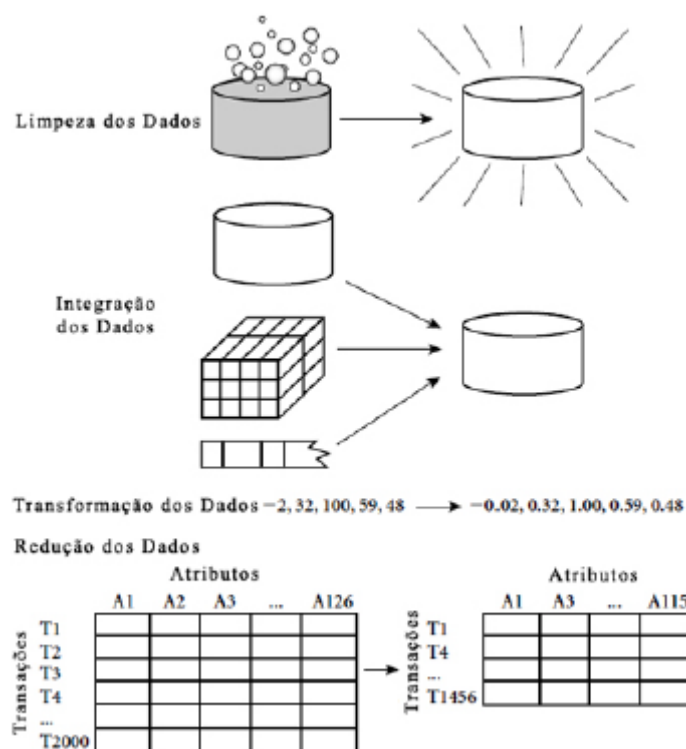 Limpeza dos Dados
Integração
dos Dados
Transformação dos Dados −2, 32, 100, 59, 48 −0.02, 0.32, 1.00, 0.59, 0.48
Redução dos Dados
Atributos
A1 A2 A3 ... A126
Transações
T1
T2
T3
T4
...
T2000
Atributos
A1 A3 ... A115
Transações
T1
T4
...
T1456